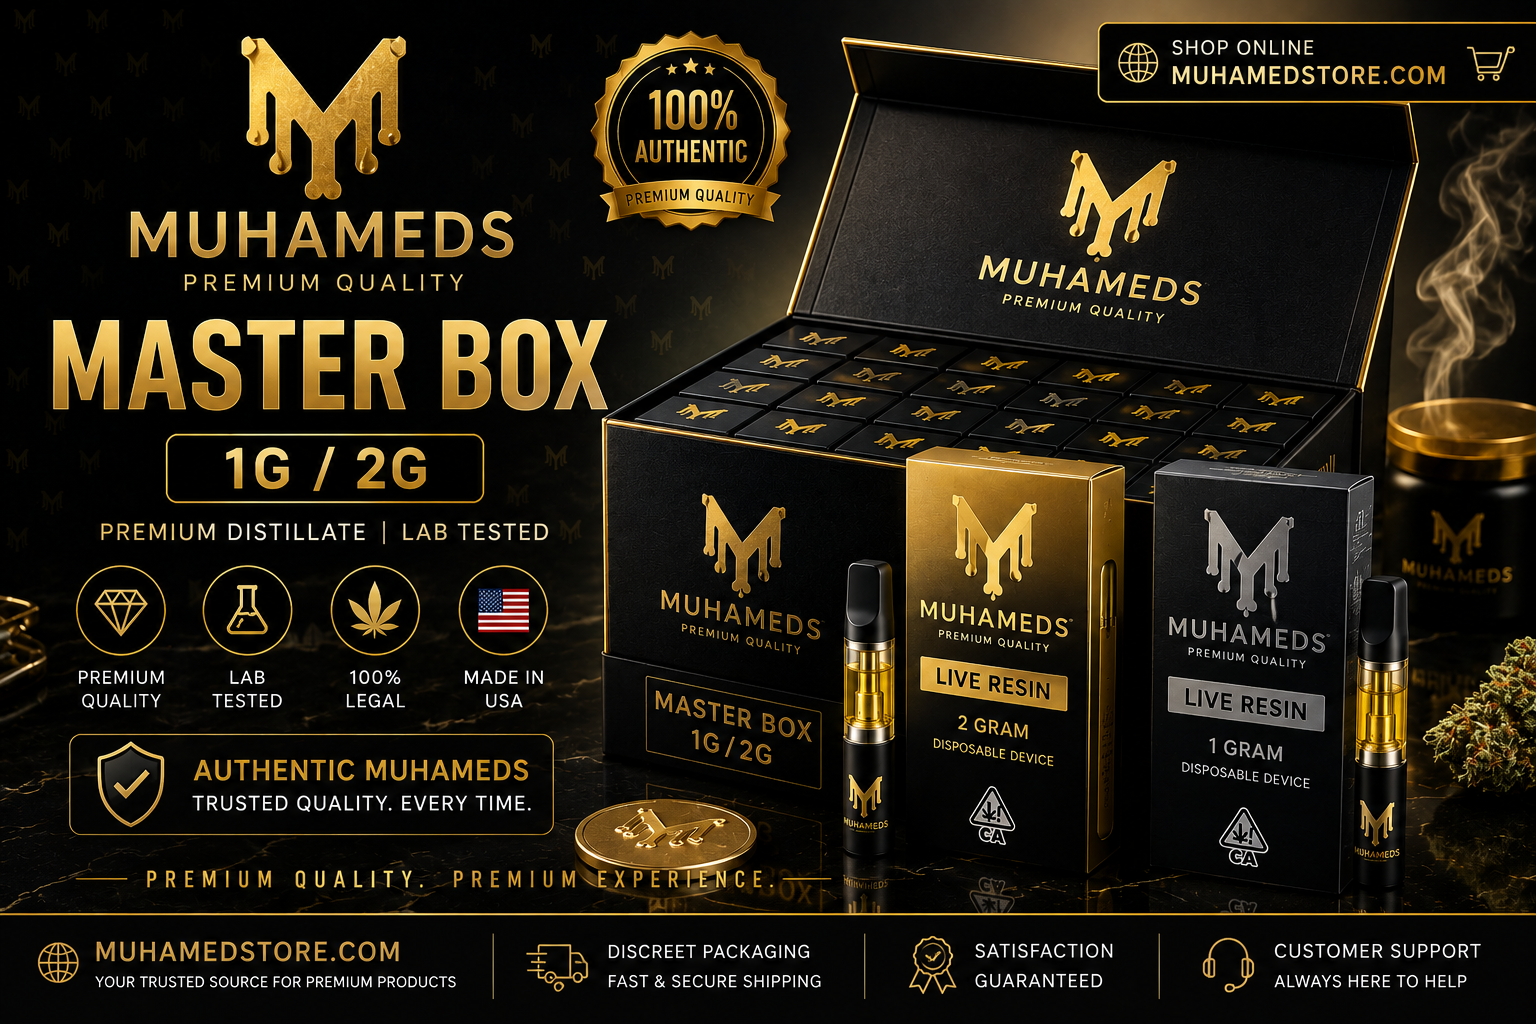 MUHAMEDS
PREMIUM QUALITY
MASTER BOX
1G / 2G
PREMIUM DISTILLATE | LAB TESTED
PREMIUM
QUALITY
LAB
TESTED
100%
LEGAL
MADE IN
USA
AUTHENTIC MUHAMEDS
TRUSTED QUALITY. EVERY TIME.
PREMIUM QUALITY. PREMIUM EXPERIENCE.
100%
AUTHENTIC
PREMIUM QUALITY
SHOP ONLINE
MUHAMEDSTORE.COM
MUHAMEDS
PREMIUM QUALITY
MUHAMEDS
PREMIUM QUALITY
MASTER BOX
1G / 2G
MUHAMEDS
MUHAMEDS
PREMIUM QUALITY
LIVE RESIN
2 GRAM
DISPOSABLE DEVICE
CA
MUHAMEDS
PREMIUM QUALITY
LIVE RESIN
1 GRAM
DISPOSABLE DEVICE
CA
MUHAMEDS
MUHAMEDS
MUHAMEDSTORE.COM
YOUR TRUSTED SOURCE FOR PREMIUM PRODUCTS
DISCREET PACKAGING
FAST & SECURE SHIPPING
SATISFACTION
GUARANTEED
CUSTOMER SUPPORT
ALWAYS HERE TO HELP